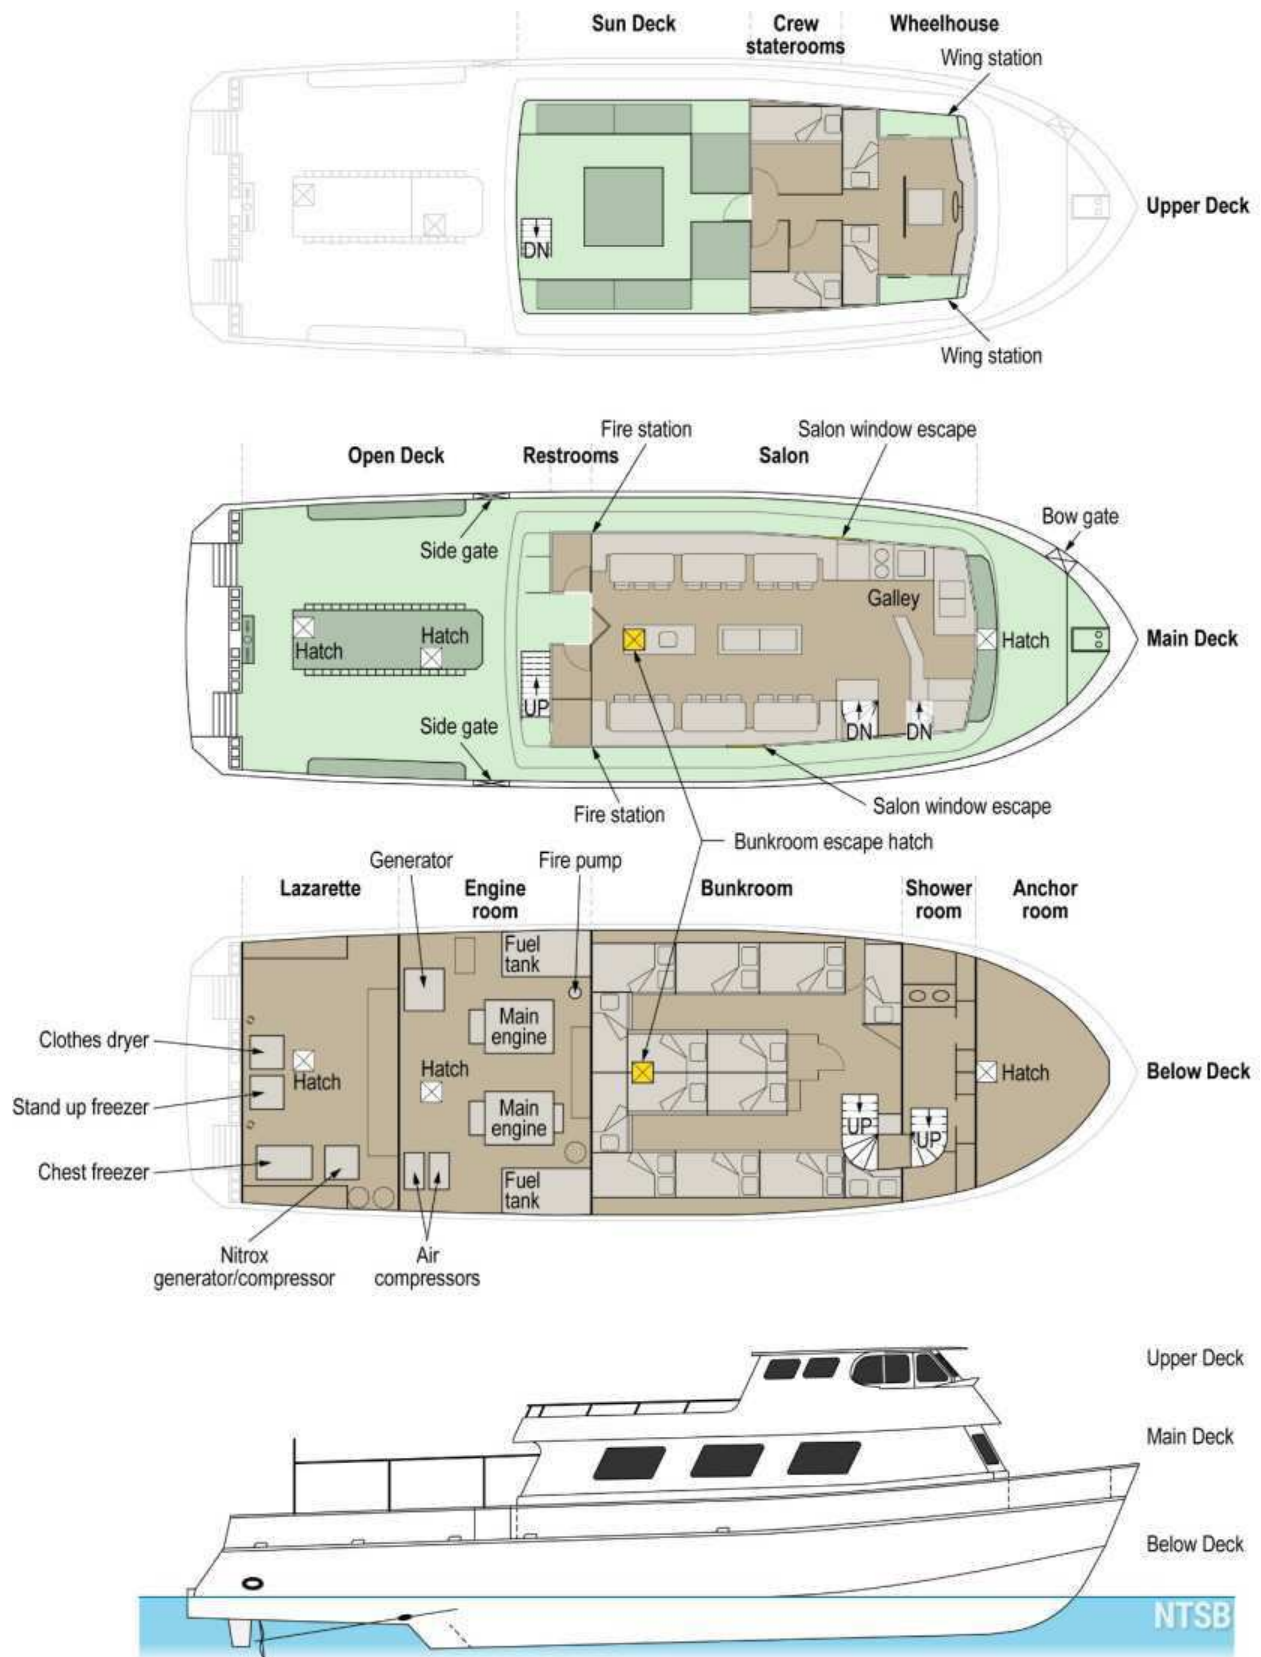 Sun Deck
Crew
staterooms
Wheelhouse
Wing station
Upper Deck
DN
Wing station
Fire station
Salon window escape
Open Deck
Restrooms
Salon
Bow gate
Side gate
Galley
Hatch
Hatch
Hatch
Main Deck
UP
DN
DN
Side gate
Fire station
Salon window escape
Bunkroom escape hatch
Generator
Fire pump
Lazarette
Engine
room
Bunkroom
Shower
room
Anchor
room
Fuel
tank
Main
engine
Clothes dryer
Hatch
Hatch
Hatch
Below Deck
Stand up freezer
Main
engine
UP
UP
Chest freezer
Fuel
tank
Nitrox
generator/compressor
Air
compressors
Upper Deck
Main Deck
Below Deck
NTSB